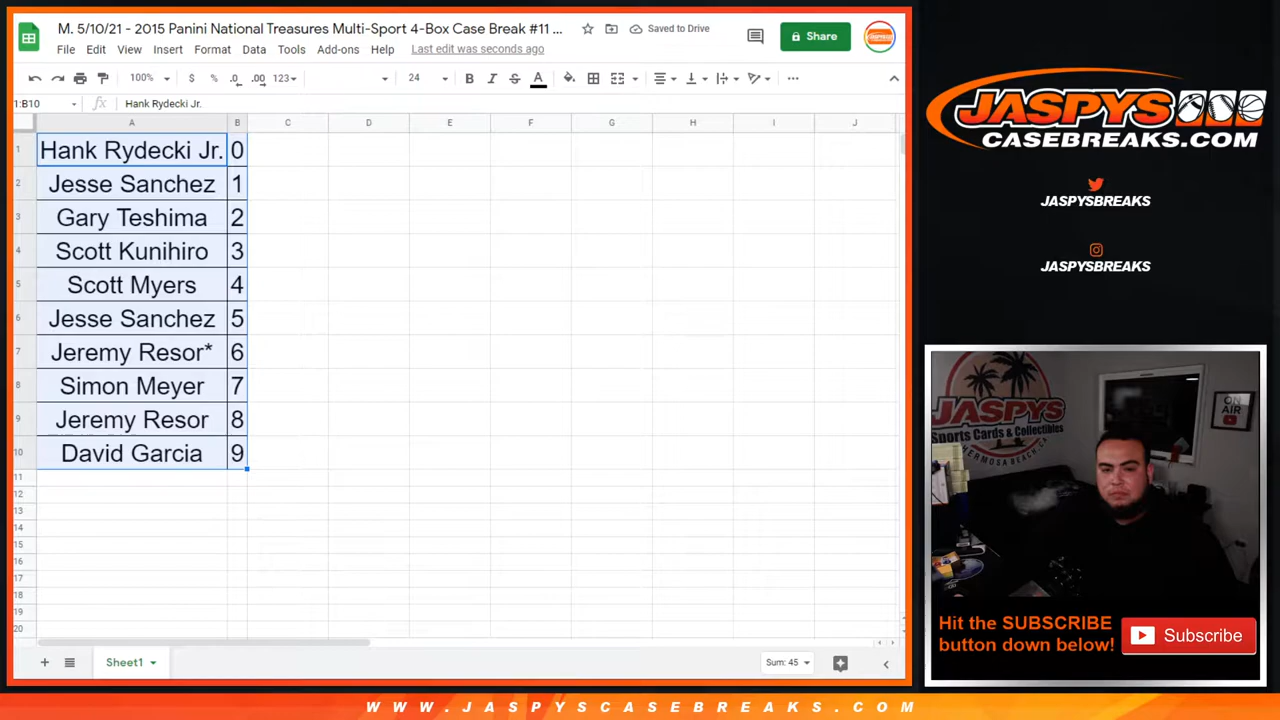 M. 5/10/21 - 2015 Panini National Treasures Multi-Sport 4-Box Case Break #11 ...
Saved to Drive
Share
File Edit View Insert Format Data Tools Add-ons Help Last edit was seconds ago
100% $ % .0 .00 123 24 B I S A
1:B10 fx Hank Rydecki Jr.
A B C D E F G H I J
1 Hank Rydecki Jr. 0
2 Jesse Sanchez 1
3 Gary Teshima 2
4 Scott Kunihiro 3
5 Scott Myers 4
6 Jesse Sanchez 5
7 Jeremy Resor* 6
8 Simon Meyer 7
9 Jeremy Resor 8
10 David Garcia 9
11
12
13
14
15
16
17
18
19
20
Sheet1
Sum: 45
JASPYS
CASEBREAKS.COM
JASPYSBREAKS
JASPYSBREAKS
JASPYS
Sports Cards & Collectibles
HERMOSA BEACH, CA
ON AIR
Hit the SUBSCRIBE
button down below!
Subscribe
WWW.JASPYSCASEBREAKS.COM